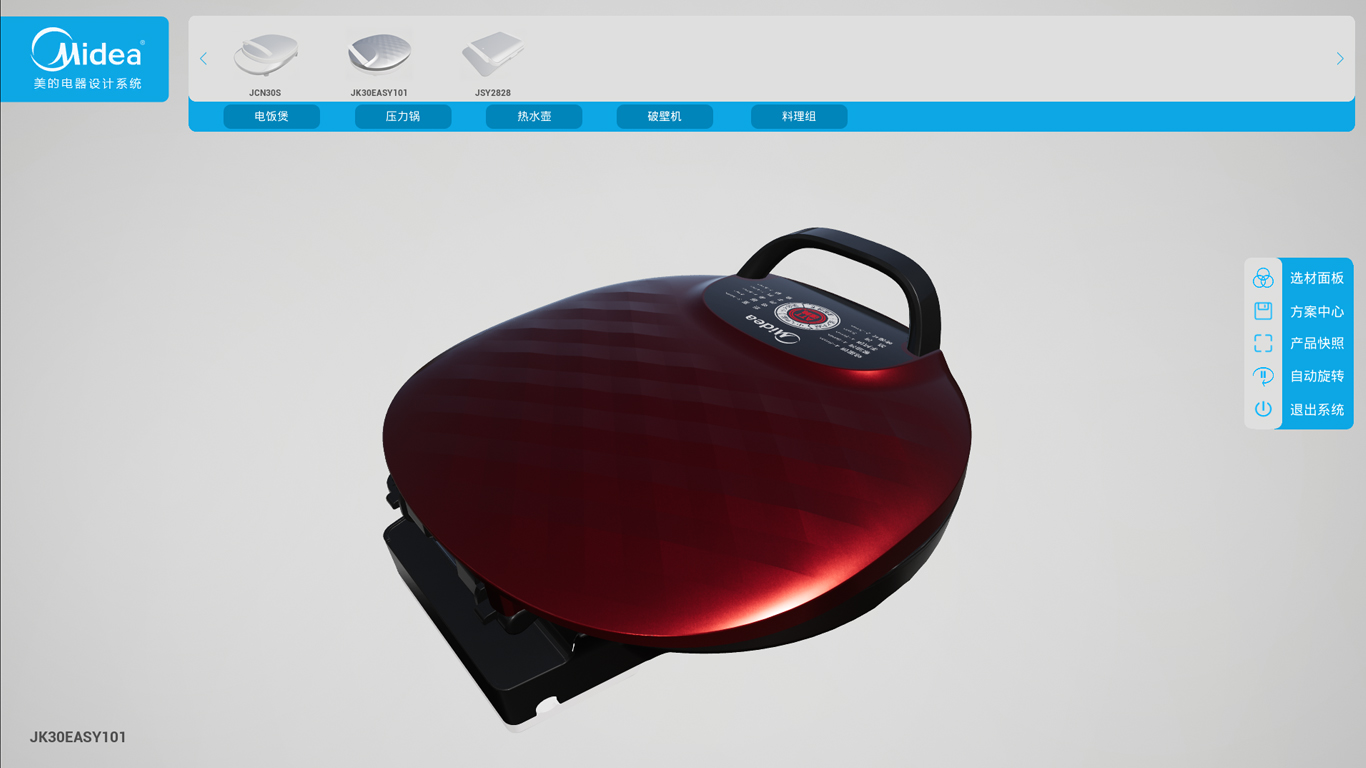 Midea
美的电器设计系统
JCN30S
JK30EASY101
JSY2828
电饭煲
压力锅
热水壶
破壁机
料理组
选材面板
方案中心
产品快照
自动旋转
退出系统
Midea
JK30EASY101